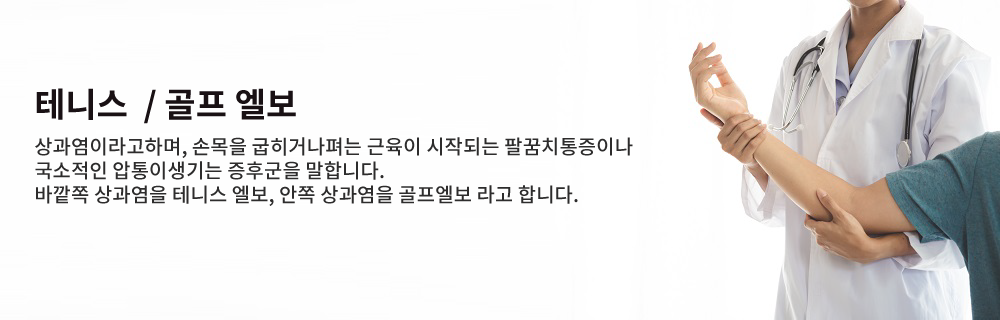 테니스 / 골프 엘보
상과염이라고하며, 손목을 굽히거나펴는 근육이 시작되는 팔꿈치통증이나
국소적인 압통이생기는 증후군을 말합니다.
바깥쪽 상과염을 테니스 엘보, 안쪽 상과염을 골프엘보 라고 합니다.